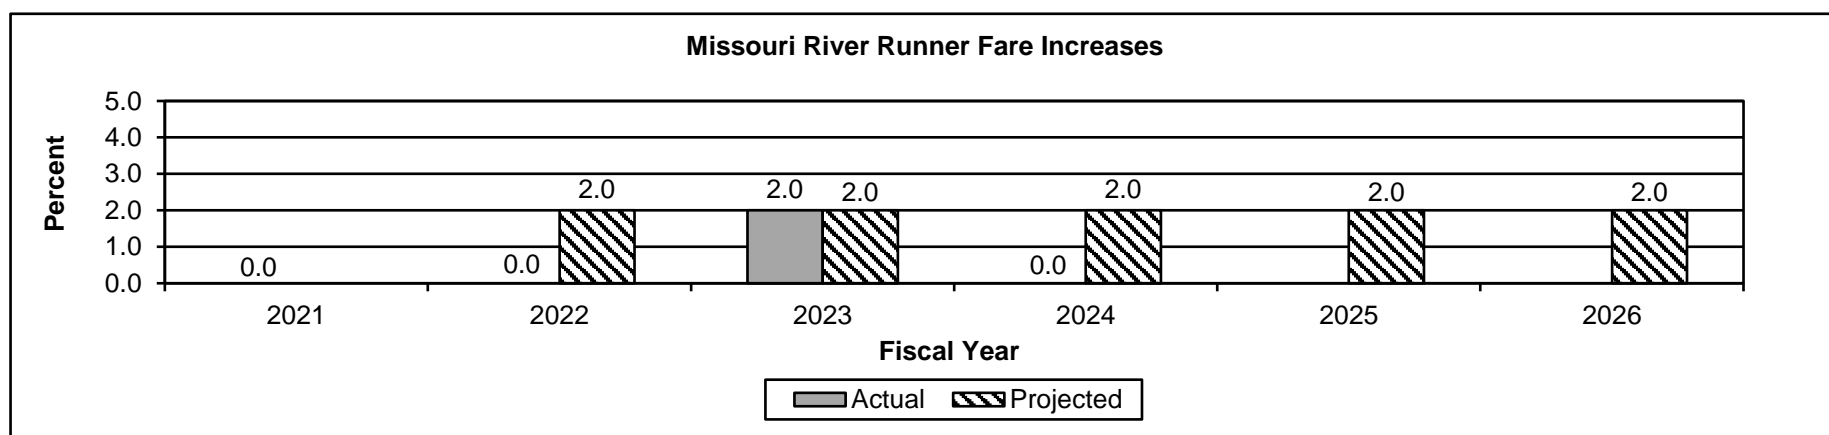 Missouri River Runner Fare Increases
Percent
5.0
4.0
3.0
2.0
1.0
0.0
0.0
0.0 2.0
2.0 2.0
0.0 2.0
2.0
2.0
2021 2022 2023 2024 2025 2026
Fiscal Year
Actual Projected